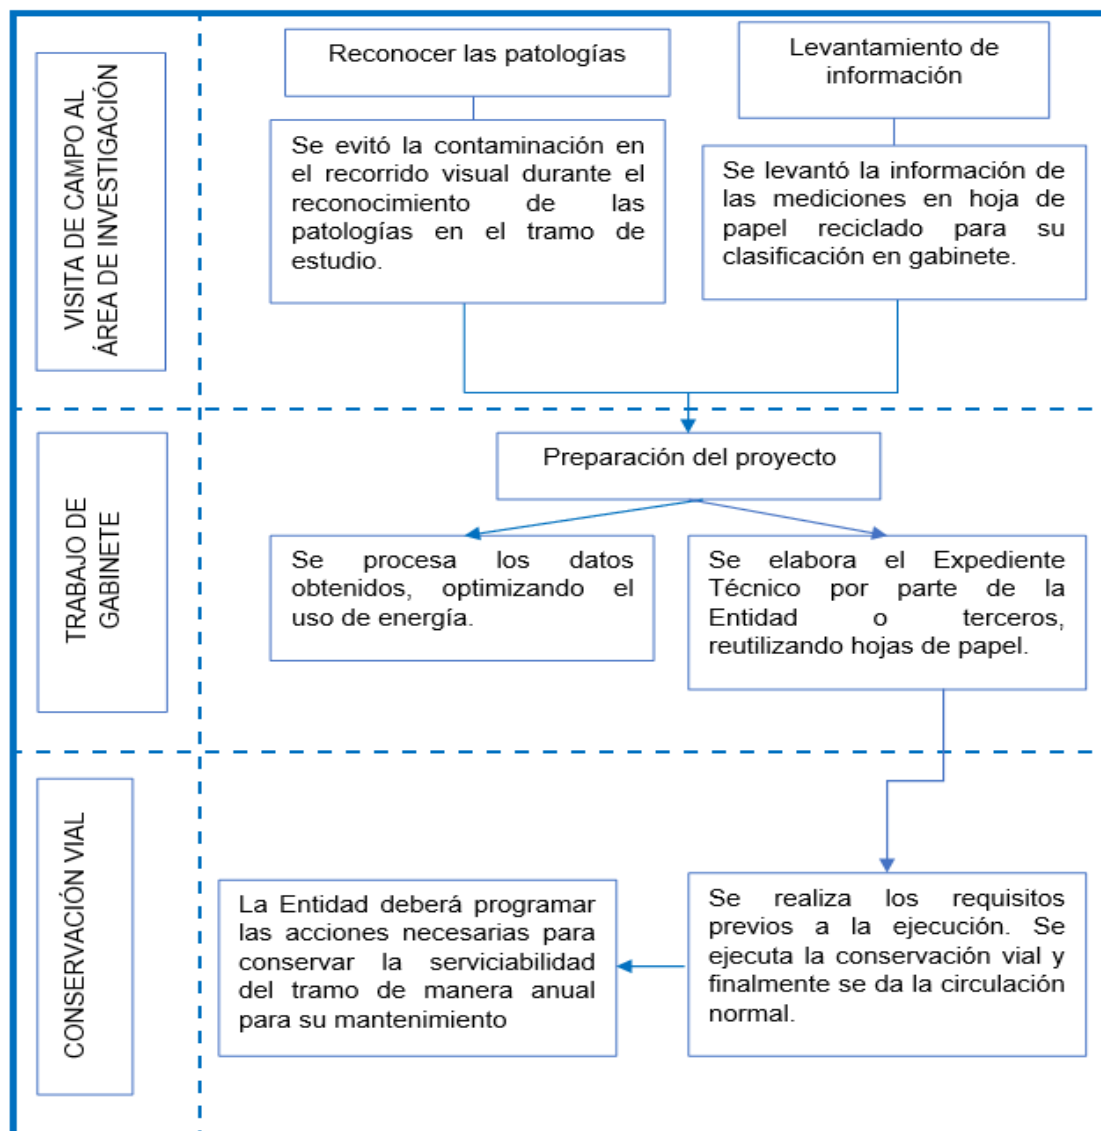 VISITA DE CAMPO AL
ÁREA DE INVESTIGACIÓN
Reconocer las patologías
Se evitó la contaminación en
el recorrido visual durante el
reconocimiento de las
patologías en el tramo de
estudio.
Levantamiento de
información
Se levantó la información de
las mediciones en hoja de
papel reciclado para su
clasificación en gabinete.
TRABAJO DE
GABINETE
Preparación del proyecto
Se procesa los datos
obtenidos, optimizando el
uso de energía.
Se elabora el Expediente
Técnico por parte de la
Entidad o terceros,
reutilizando hojas de papel.
CONSERVACIÓN VIAL
Se realiza los requisitos
previos a la ejecución. Se
ejecuta la conservación vial y
finalmente se da la circulación
normal.
La Entidad deberá programar
las acciones necesarias para
conservar la serviciabilidad
del tramo de manera anual
para su mantenimiento